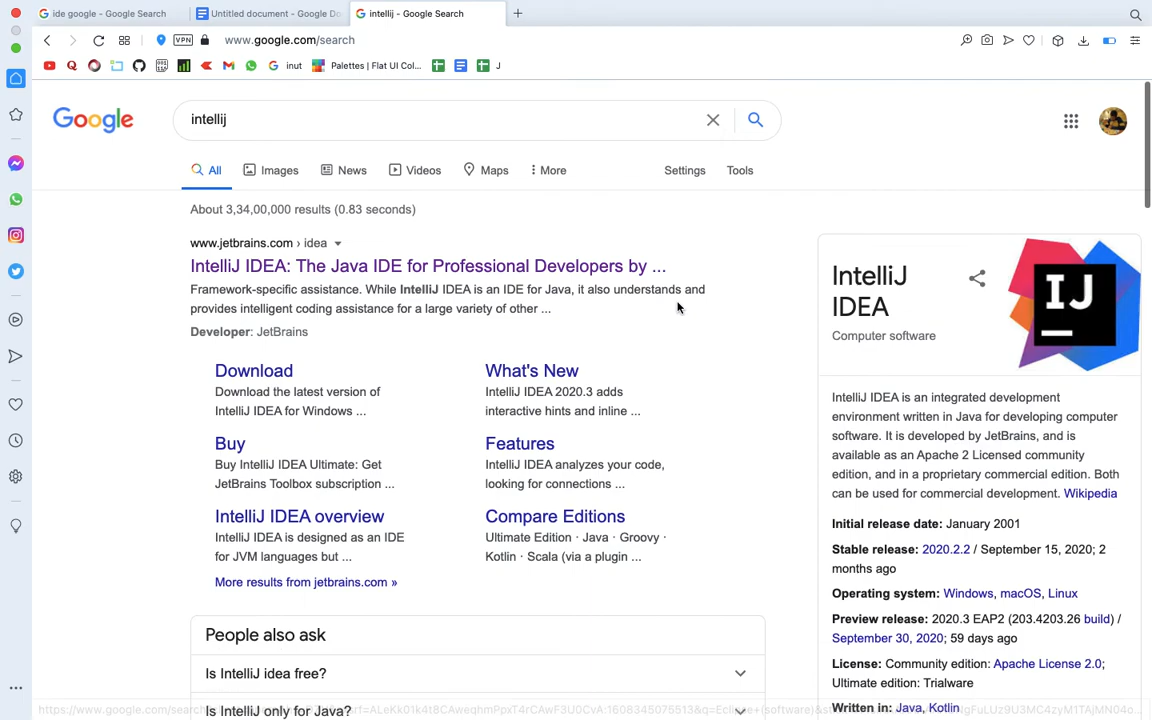 ide google - Google Search
Untitled document - Google Do
intellij - Google Search
VPN
www.google.com/search
inut
Palettes | Flat UI Col...
J
Google
intellij
All
Images
News
Videos
Maps
More
Settings
Tools
About 3,34,00,000 results (0.83 seconds)
www.jetbrains.com › idea
IntelliJ IDEA: The Java IDE for Professional Developers by ...
Framework-specific assistance. While IntelliJ IDEA is an IDE for Java, it also understands and
provides intelligent coding assistance for a large variety of other ...
Developer: JetBrains
Download
Download the latest version of
IntelliJ IDEA for Windows ...
What's New
IntelliJ IDEA 2020.3 adds
interactive hints and inline ...
Buy
Buy IntelliJ IDEA Ultimate: Get
JetBrains Toolbox subscription ...
Features
IntelliJ IDEA analyzes your code,
looking for connections ...
IntelliJ IDEA overview
IntelliJ IDEA is designed as an IDE
for JVM languages but ...
Compare Editions
Ultimate Edition · Java · Groovy ·
Kotlin · Scala (via a plugin ...
More results from jetbrains.com »
People also ask
Is IntelliJ idea free?
Is IntelliJ only for Java?
IntelliJ
IDEA
Computer software
IJ
IntelliJ IDEA is an integrated development
environment written in Java for developing computer
software. It is developed by JetBrains, and is
available as an Apache 2 Licensed community
edition, and in a proprietary commercial edition. Both
can be used for commercial development. Wikipedia
Initial release date: January 2001
Stable release: 2020.2.2 / September 15, 2020; 2
months ago
Operating system: Windows, macOS, Linux
Preview release: 2020.3 EAP2 (203.4203.26 build) /
September 30, 2020; 59 days ago
License: Community edition: Apache License 2.0;
Ultimate edition: Trialware
Written in: Java, Kotlin